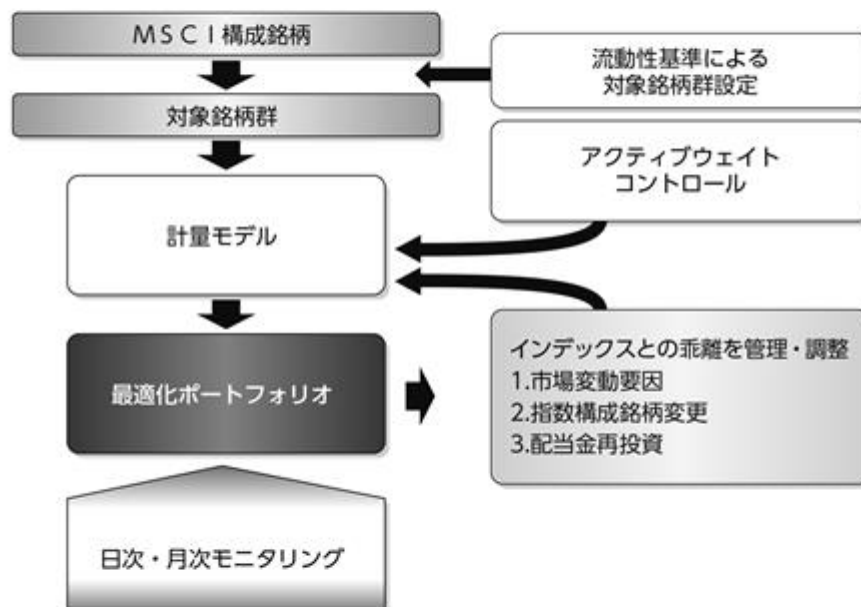 MSCI構成銘柄
流動性基準による
対象銘柄群設定
対象銘柄群
アクティブウェイト
コントロール
計量モデル
最適化ポートフォリオ
インデックスとの乖離を管理・調整
1.市場変動要因
2.指数構成銘柄変更
3.配当金再投資
日次・月次モニタリング